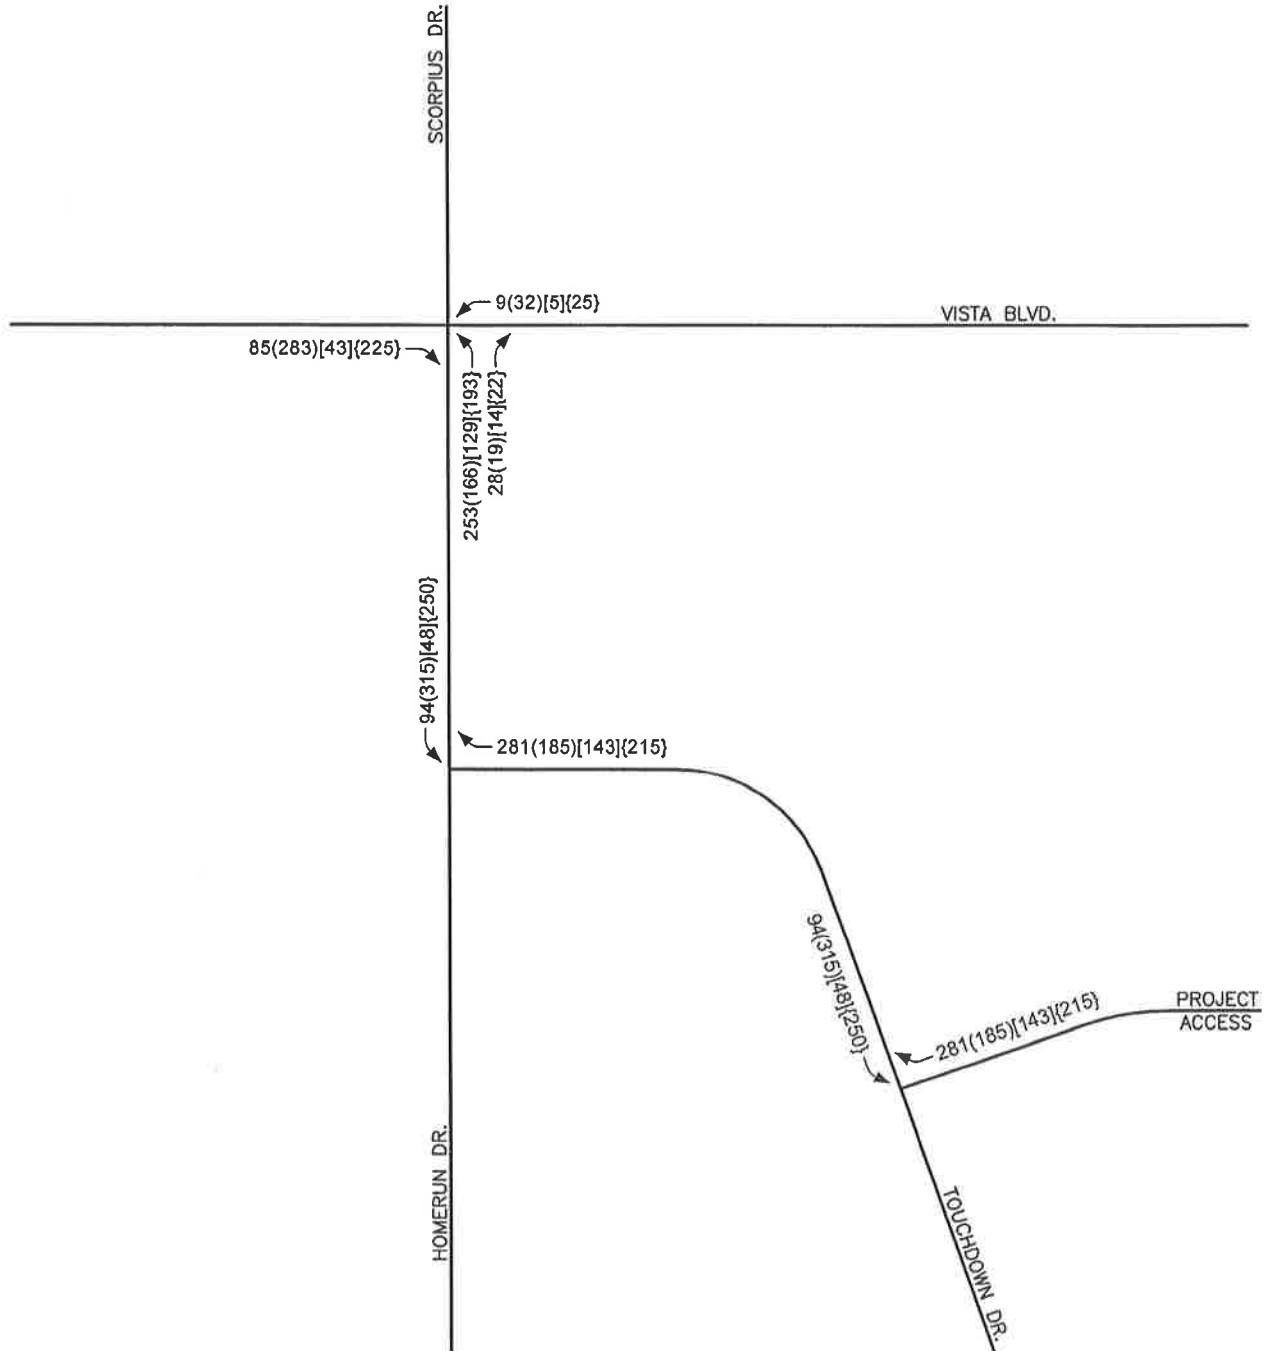 SCORPIUS DR.
9(32)[5]{25}
VISTA BLVD.
85(283)[43]{225}
253(166)[129]{193}
28(19)[14]{22}
94(315)[48]{250}
281(185)[143]{215}
94(315)[48]{250}
281(185)[143]{215}
PROJECT
ACCESS
HOMERUN DR.
TOUCHDOWN DR.